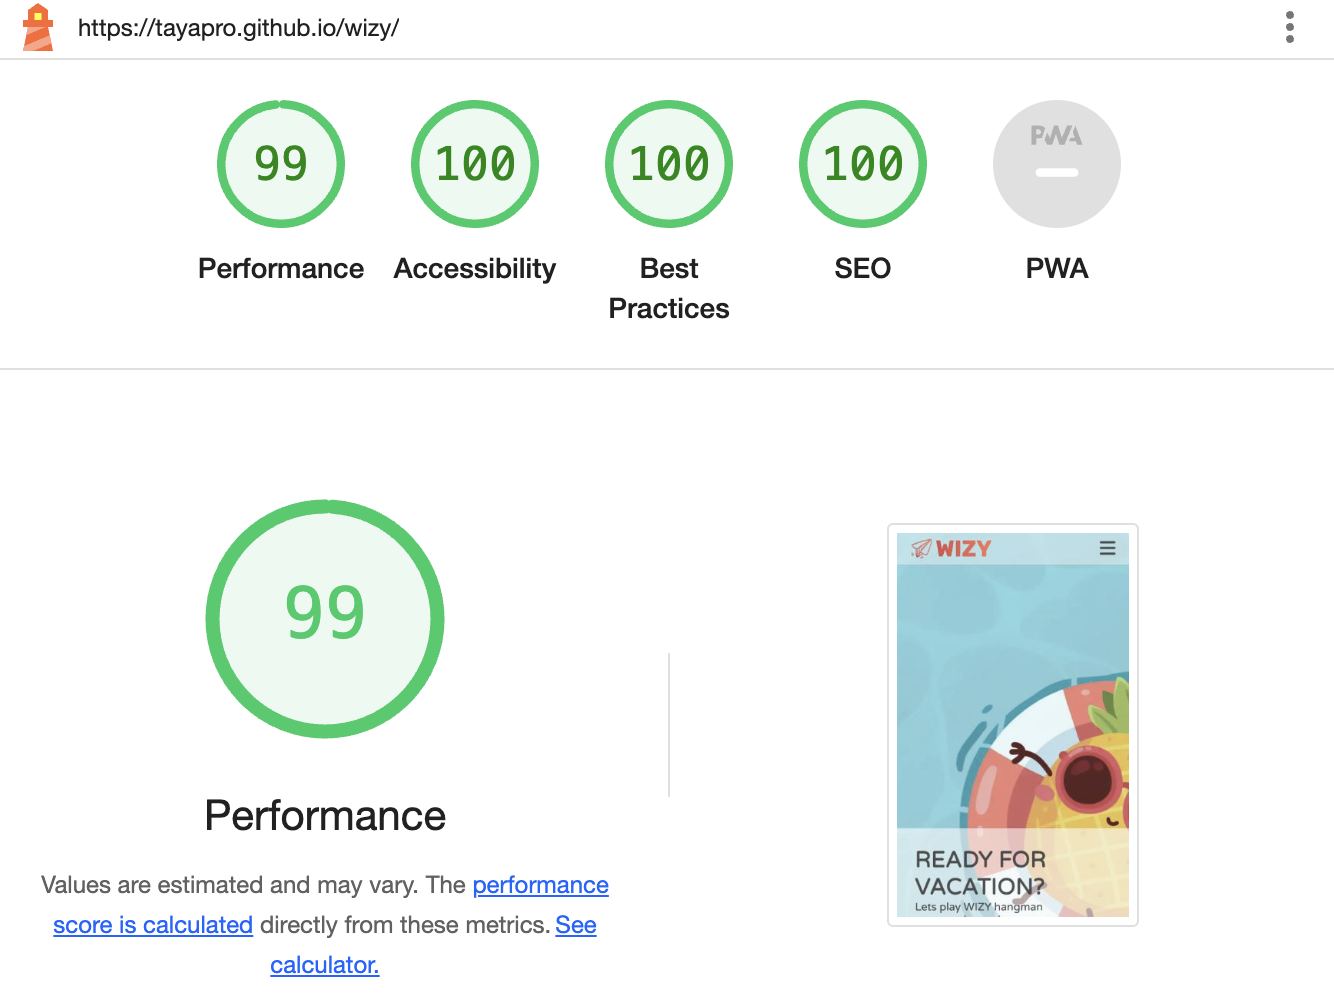 https://tayapro.github.io/wizy/
99 100 100 100 PWA
Performance Accessibility Best Practices SEO PWA
99
Performance
Values are estimated and may vary. The performance
score is calculated directly from these metrics. See
calculator.
WIZY
READY FOR
VACATION?
Lets play WIZY hangman